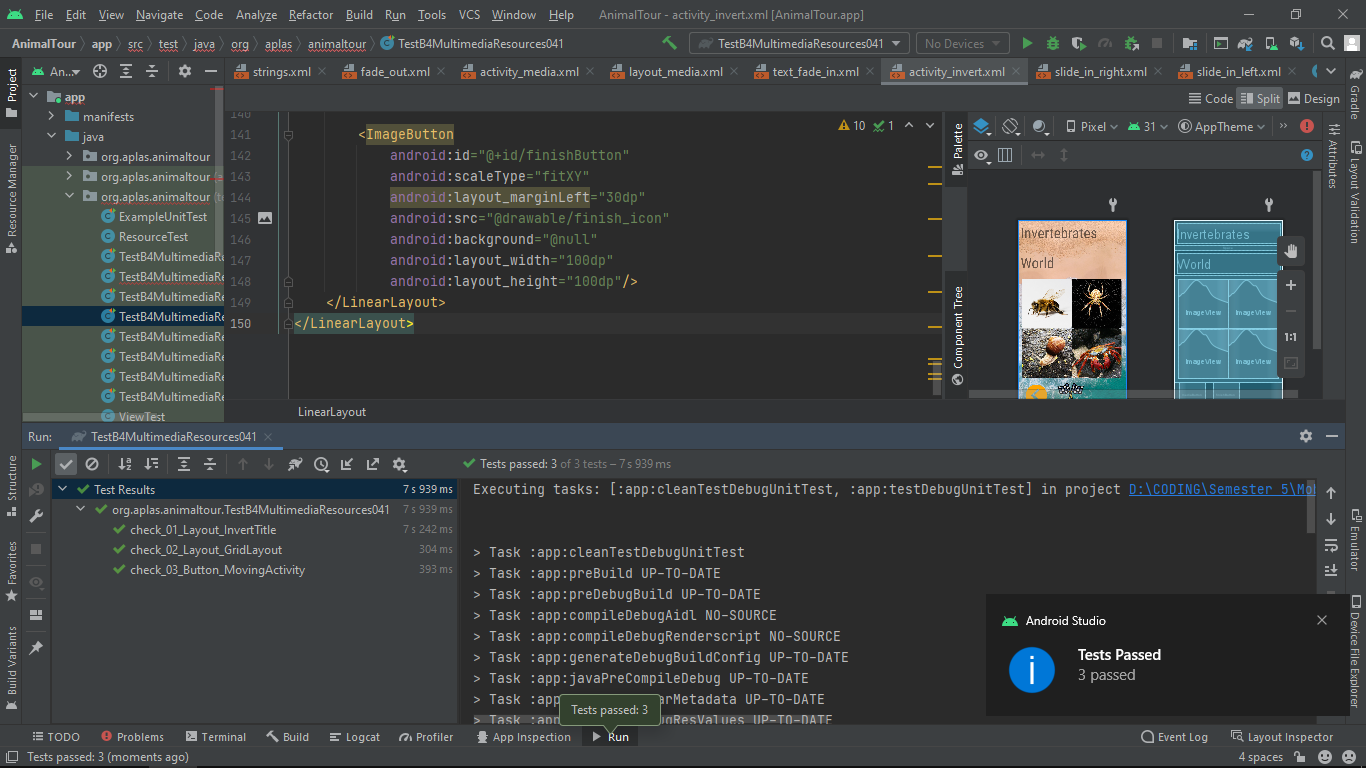 File Edit View Navigate Code Analyze Refactor Build Run Tools VCS Window Help AnimalTour - activity_invert.xml [AnimalTour.app]
AnimalTour app src test java org aplas animaltour TestB4MultimediaResources041 TestB4MultimediaResources041 No Devices
Project An... strings.xml fade_out.xml activity_media.xml layout_media.xml text_fade_in.xml activity_invert.xml slide_in_right.xml slide_in_left.xml Gradle
app Code Split Design
manifests
java
org.aplas.animaltour
org.aplas.animaltour (a
org.aplas.animaltour (t
ExampleUnitTest
ResourceTest
TestB4MultimediaRe
TestB4MultimediaRe
TestB4MultimediaRe
TestB4MultimediaRe
TestB4MultimediaRe
TestB4MultimediaRe
TestB4MultimediaRe
TestB4MultimediaRe
ViewTest
Resource Manager
140
141 <ImageButton
142 android:id="@+id/finishButton"
143 android:scaleType="fitXY"
144 android:layout_marginLeft="30dp"
145 android:src="@drawable/finish_icon"
146 android:background="@null"
147 android:layout_width="100dp"
148 android:layout_height="100dp"/>
149 </LinearLayout>
150 </LinearLayout>
10 1
LinearLayout
Palette
Component Tree
Pixel 31 AppTheme
Attributes
Layout Validation
Invertebrates
World
Invertebrates
World
ImageView ImageView
ImageView ImageView
1:1
Run: TestB4MultimediaResources041
Tests passed: 3 of 3 tests – 7 s 939 ms
Test Results 7 s 939 ms
org.aplas.animaltour.TestB4MultimediaResources041 7 s 939 ms
check_01_Layout_InvertTitle 7 s 242 ms
check_02_Layout_GridLayout 304 ms
check_03_Button_MovingActivity 393 ms
Executing tasks: [:app:cleanTestDebugUnitTest, :app:testDebugUnitTest] in project D:\CODING\Semester 5\Mo
> Task :app:cleanTestDebugUnitTest
> Task :app:preBuild UP-TO-DATE
> Task :app:preDebugBuild UP-TO-DATE
> Task :app:compileDebugAidl NO-SOURCE
> Task :app:compileDebugRenderscript NO-SOURCE
> Task :app:generateDebugBuildConfig UP-TO-DATE
> Task :app:javaPreCompileDebug UP-TO-DATE
> Task :app: arMetadata UP-TO-DATE
> Task :app: ugResValues UP-TO-DATE
Tests passed: 3
Android Studio
Tests Passed
3 passed
Structure
Favorites
Build Variants
Emulator
Device File Explorer
TODO Problems Terminal Build Logcat Profiler App Inspection Run Event Log Layout Inspector
Tests passed: 3 (moments ago) 4 spaces